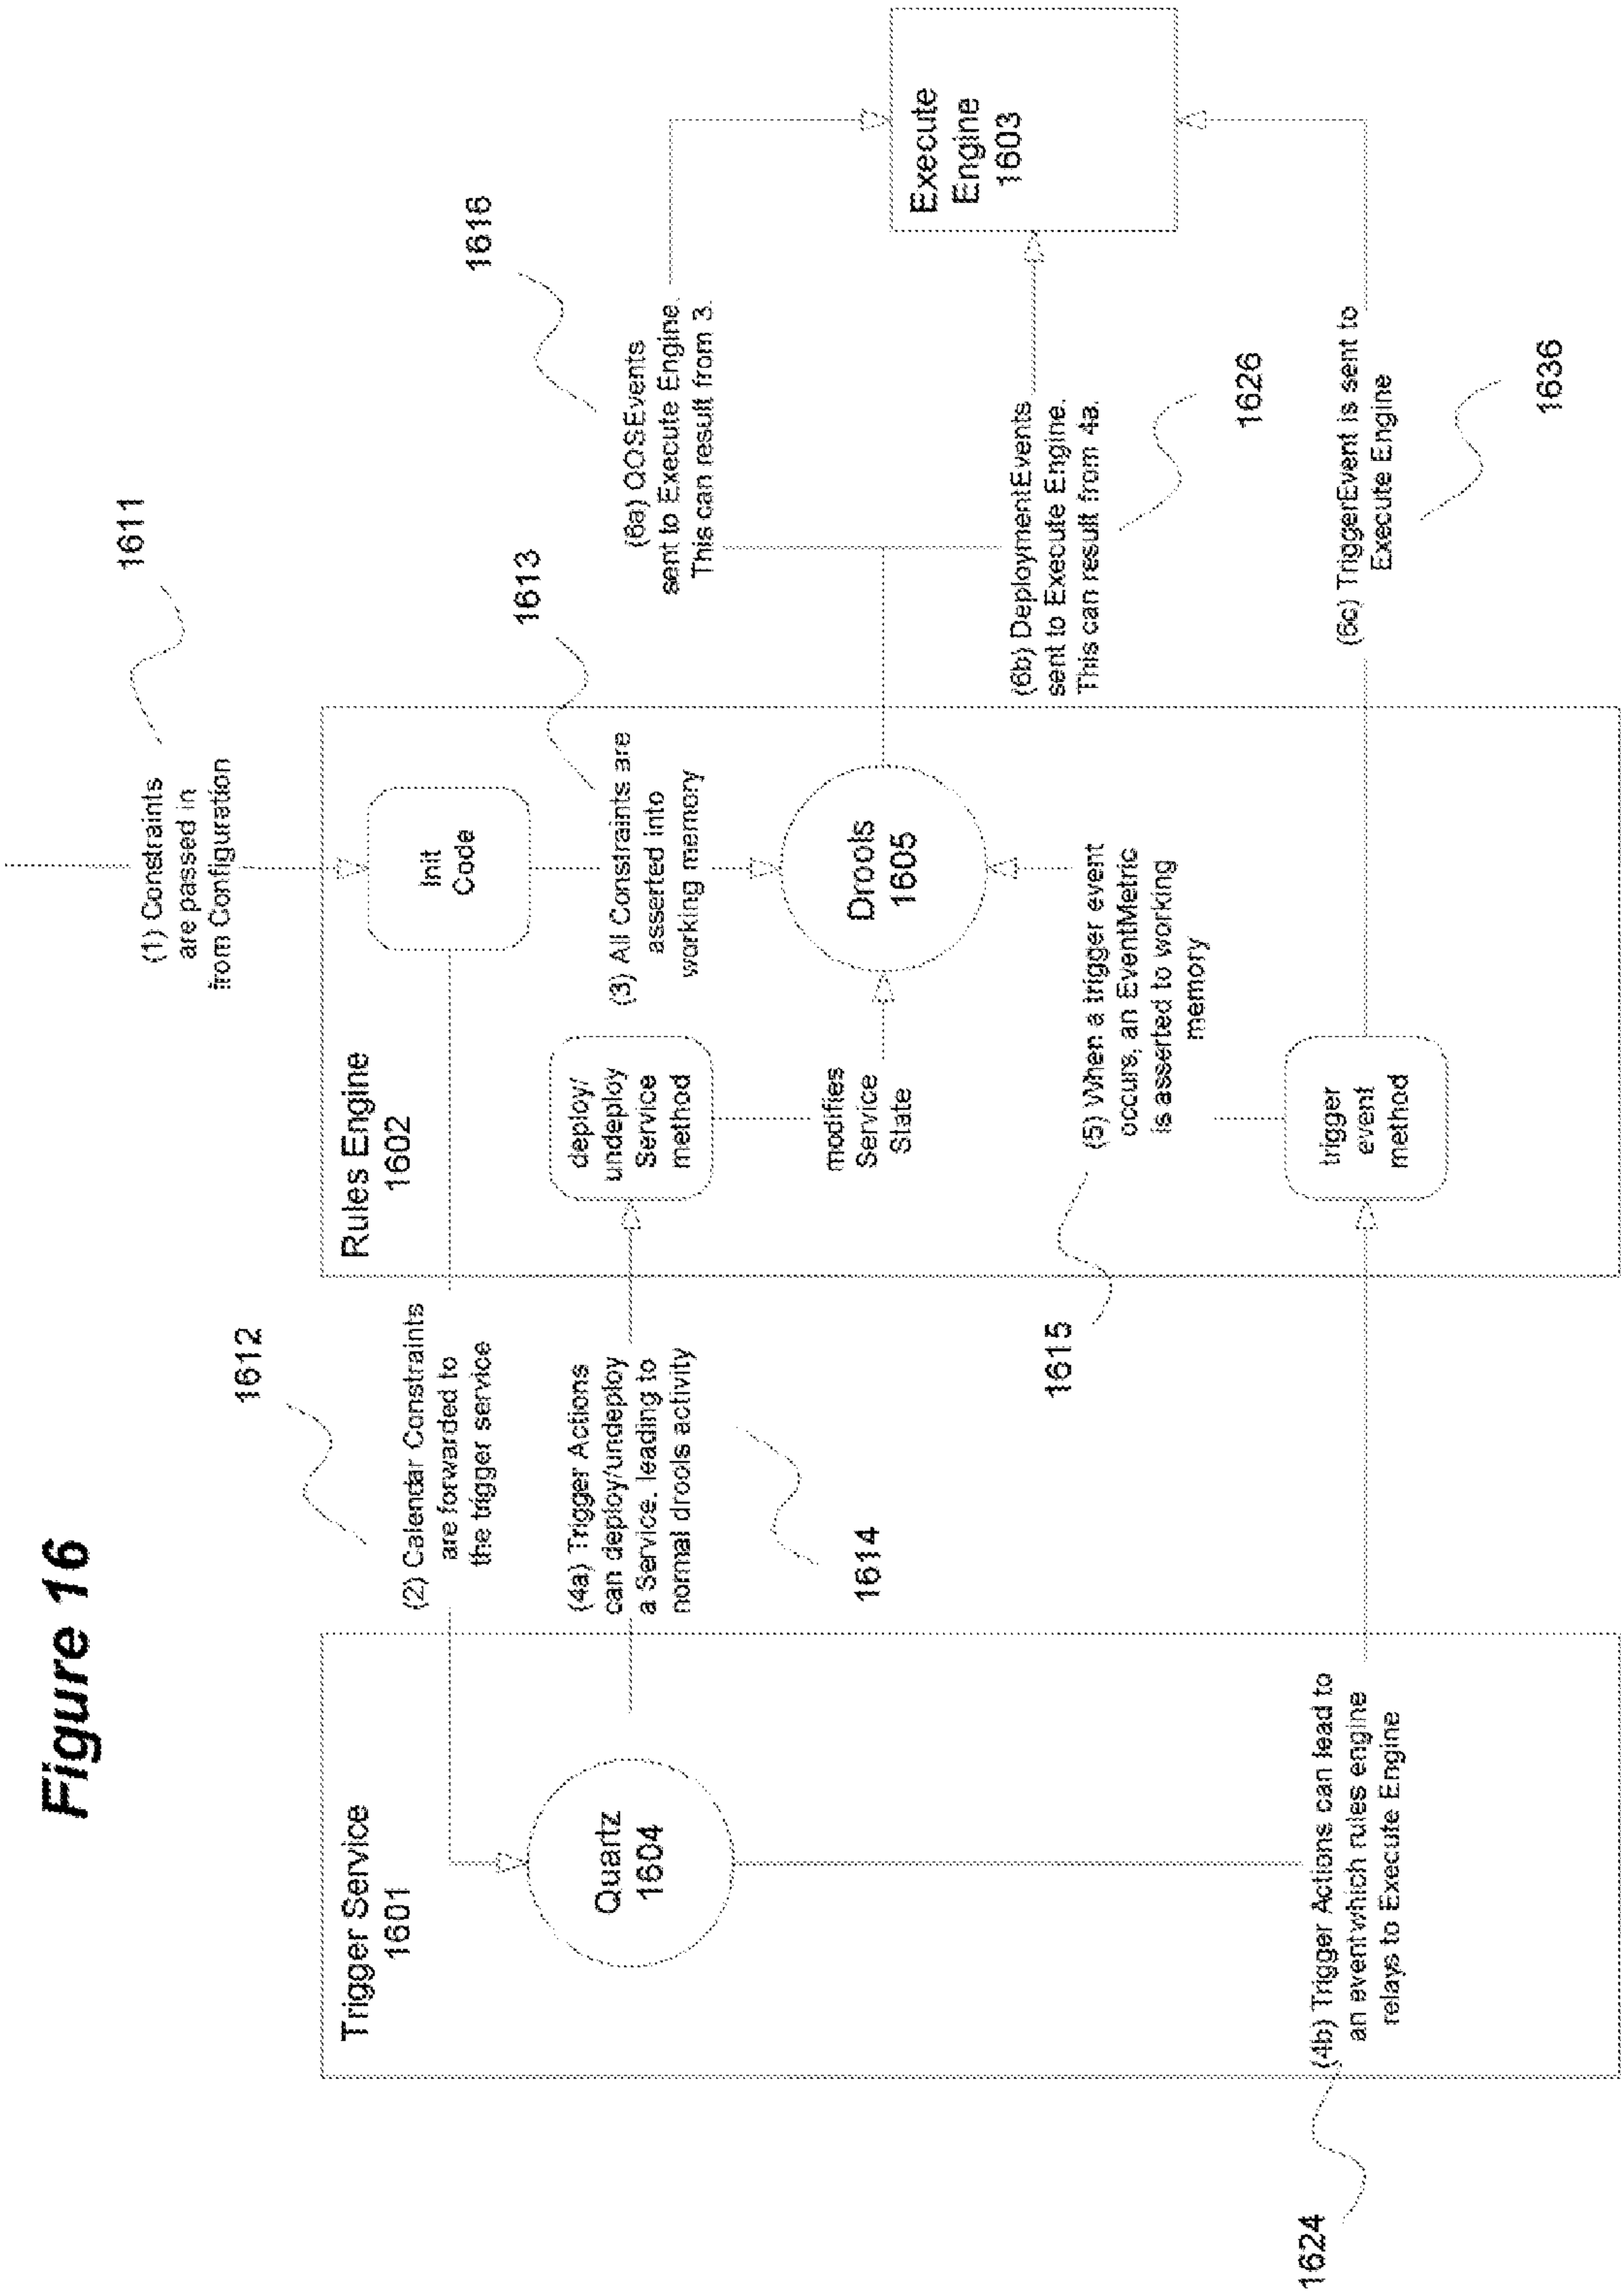 Figure 16
Trigger Service
1601
Quartz
1604
(4b) Trigger Actions can lead to
an eventwhich rules engine
relays to Execute Engine
1624
1612
(2) Calendar Constraints
are forwarded to
the trigger service
(4a) Trigger Actions
can deploy/undeploy
a Service, leading to
normal drools activity
1614
1611
(1) Constraints
are passed in
from Configuration
Rules Engine
1602
Init
Code
1613
(3) All Constraints are
asserted into
working memory
deploy/
undeploy
Service
method
modifies
Service
State
Drools
1605
1615
(5) When a trigger event
occurs, an EventMetric
is asserted to working
memory
trigger
event
method
1616
(6a) QOSEvents
sent to Execute Engine.
This can result from 3.
(6b) DeploymentEvents
sent to Execute Engine.
This can result from 4a.
1626
(6c) TriggerEvent is sent to
Execute Engine
1636
Execute
Engine
1603